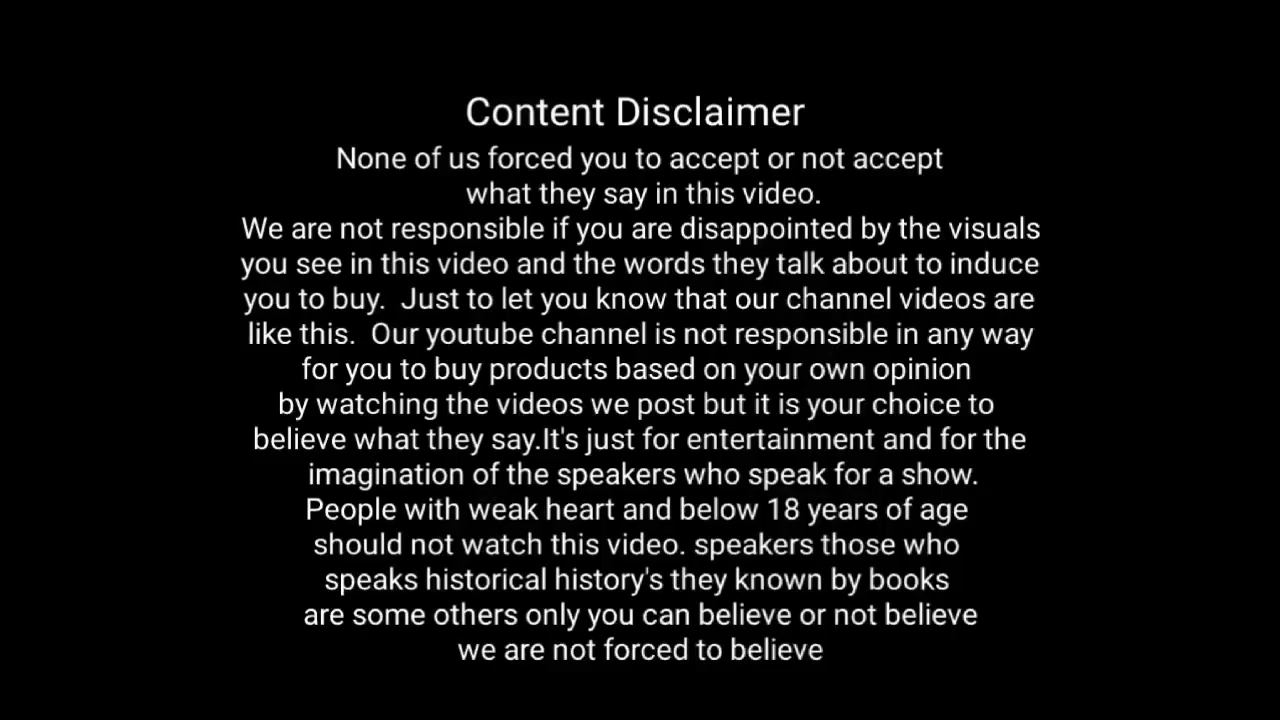 Content Disclaimer
None of us forced you to accept or not accept
what they say in this video.
We are not responsible if you are disappointed by the visuals
you see in this video and the words they talk about to induce
you to buy.  Just to let you know that our channel videos are
like this.  Our youtube channel is not responsible in any way
for you to buy products based on your own opinion
by watching the videos we post but it is your choice to
believe what they say.It's just for entertainment and for the
imagination of the speakers who speak for a show.
People with weak heart and below 18 years of age
should not watch this video. speakers those who
speaks historical history's they known by books
are some others only you can believe or not believe
we are not forced to believe